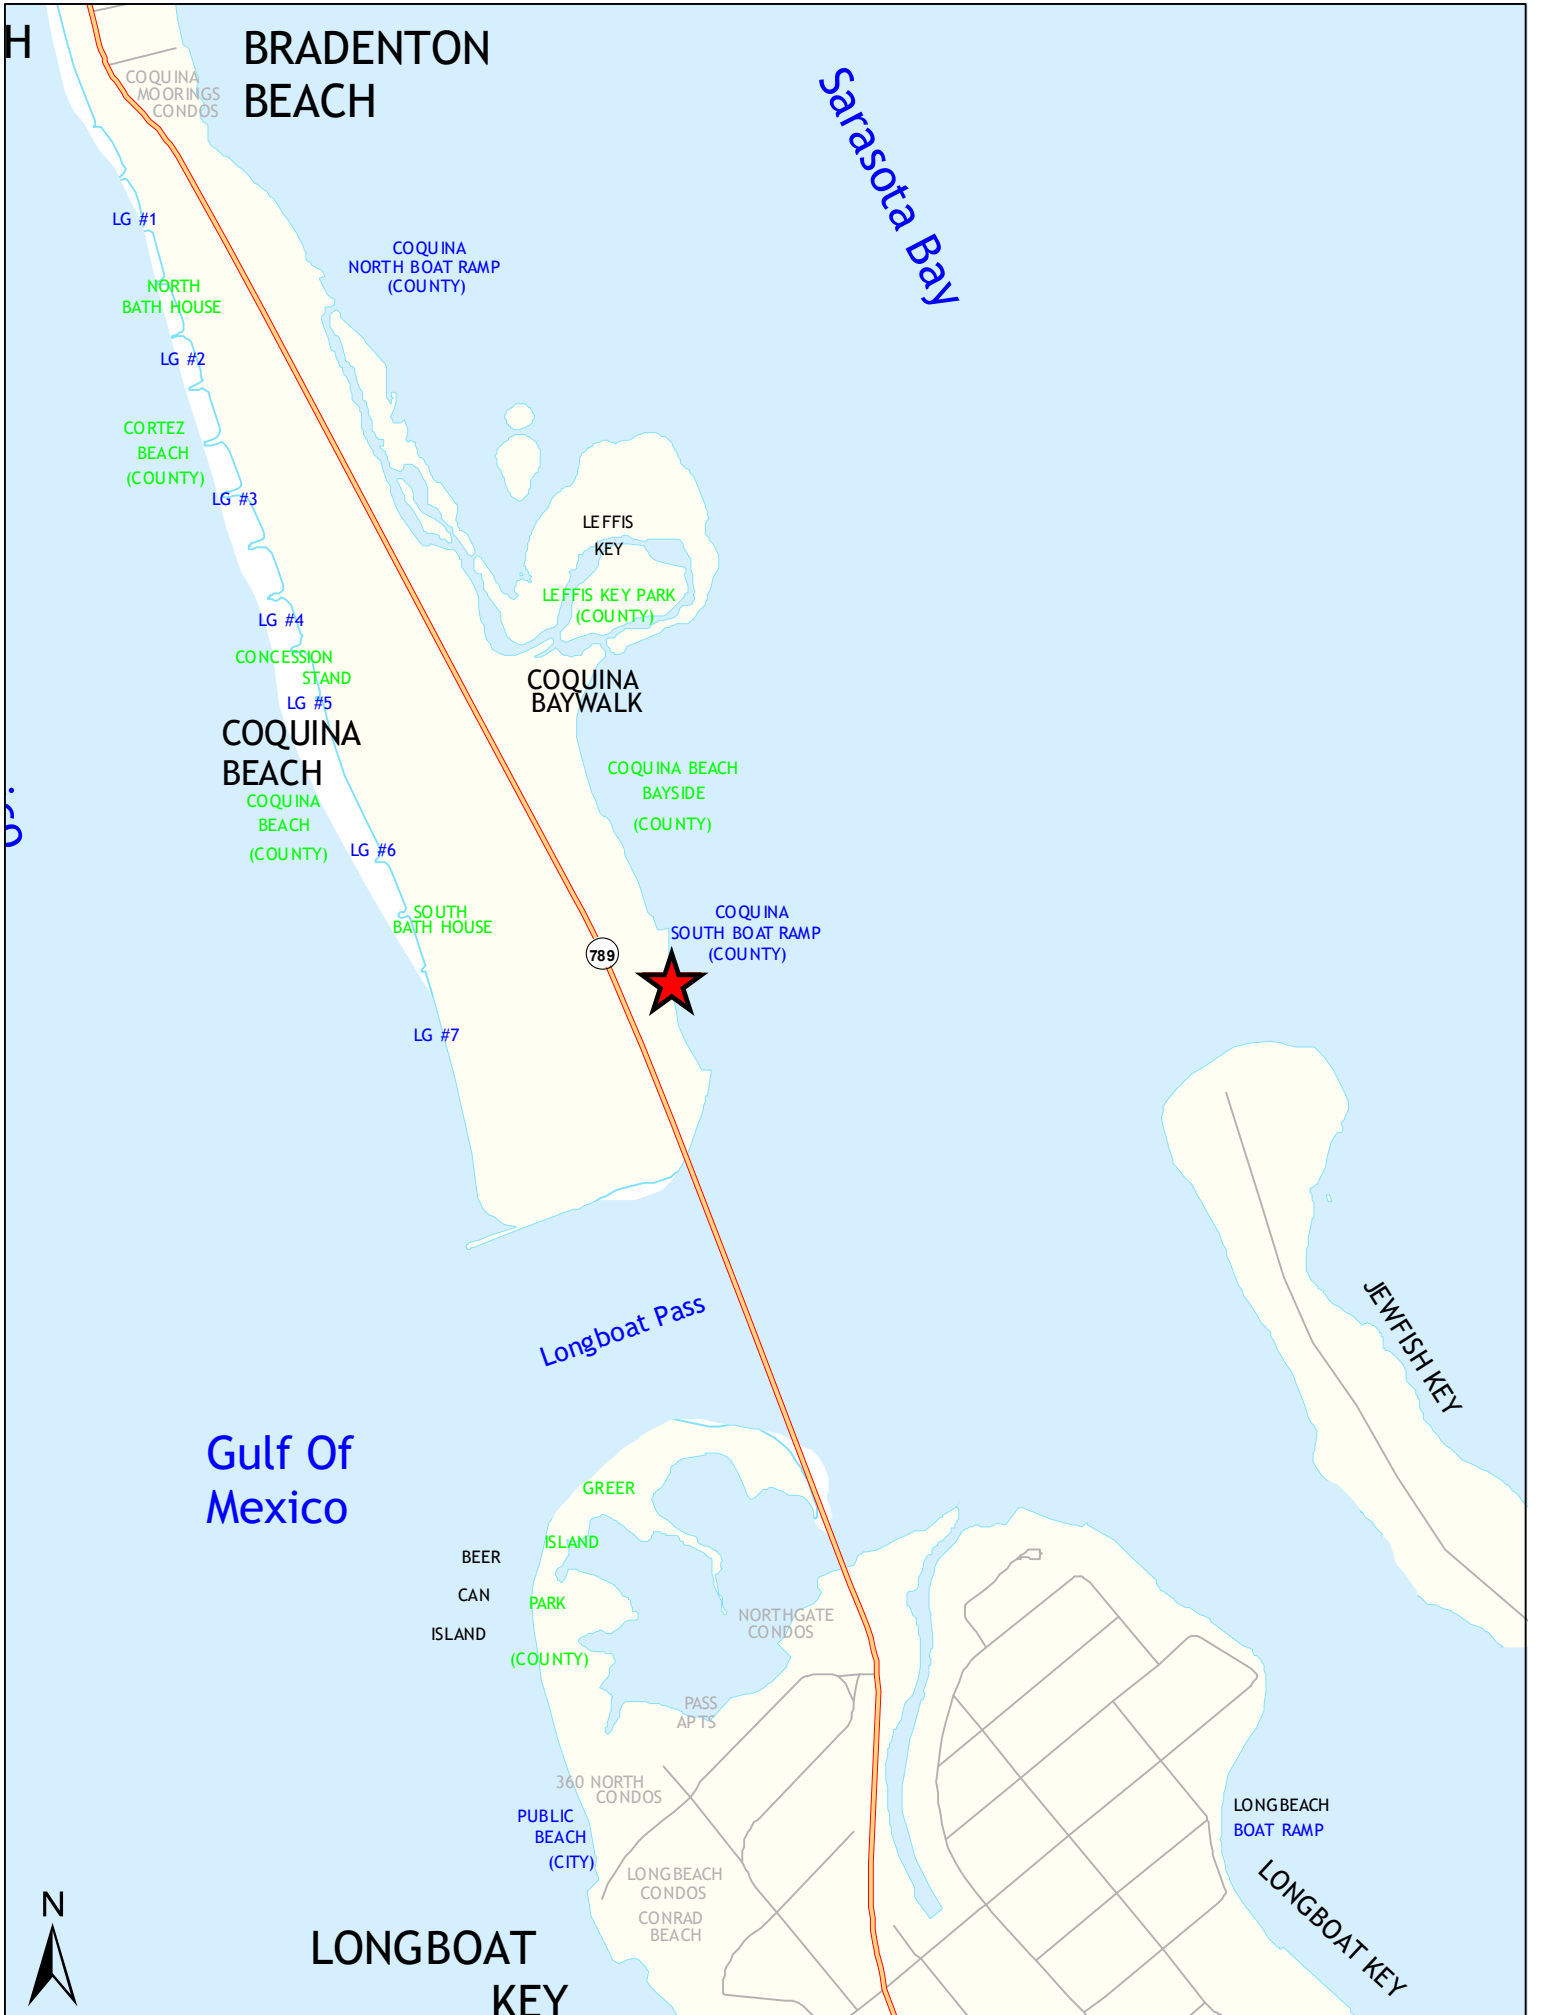 H
BRADENTON
BEACH
COQUINA
MOORINGS
CONDOS
Sarasota Bay
LG #1
COQUINA
NORTH BOAT RAMP
(COUNTY)
NORTH
BATH HOUSE
LG #2
CORTEZ
BEACH
(COUNTY)
LG #3
LEFFIS
KEY
LEFFIS KEY PARK
(COUNTY)
LG #4
CONCESSION
STAND
LG #5
COQUINA
BAYWALK
COQUINA
BEACH
COQUINA
BEACH
(COUNTY)
COQUINA BEACH
BAYSIDE
(COUNTY)
LG #6
SOUTH
BATH HOUSE
COQUINA
SOUTH BOAT RAMP
(COUNTY)
789
LG #7
JEWFISH KEY
Longboat Pass
Gulf Of
Mexico
GREER
ISLAND
PARK
(COUNTY)
BEER
CAN
ISLAND
NORTHGATE
CONDOS
PASS
APTS
360 NORTH
CONDOS
PUBLIC
BEACH
(CITY)
LONGBEACH
BOAT RAMP
LONGBEACH
CONDOS
CONRAD
BEACH
LONGBOAT KEY
N
LONGBOAT
KEY